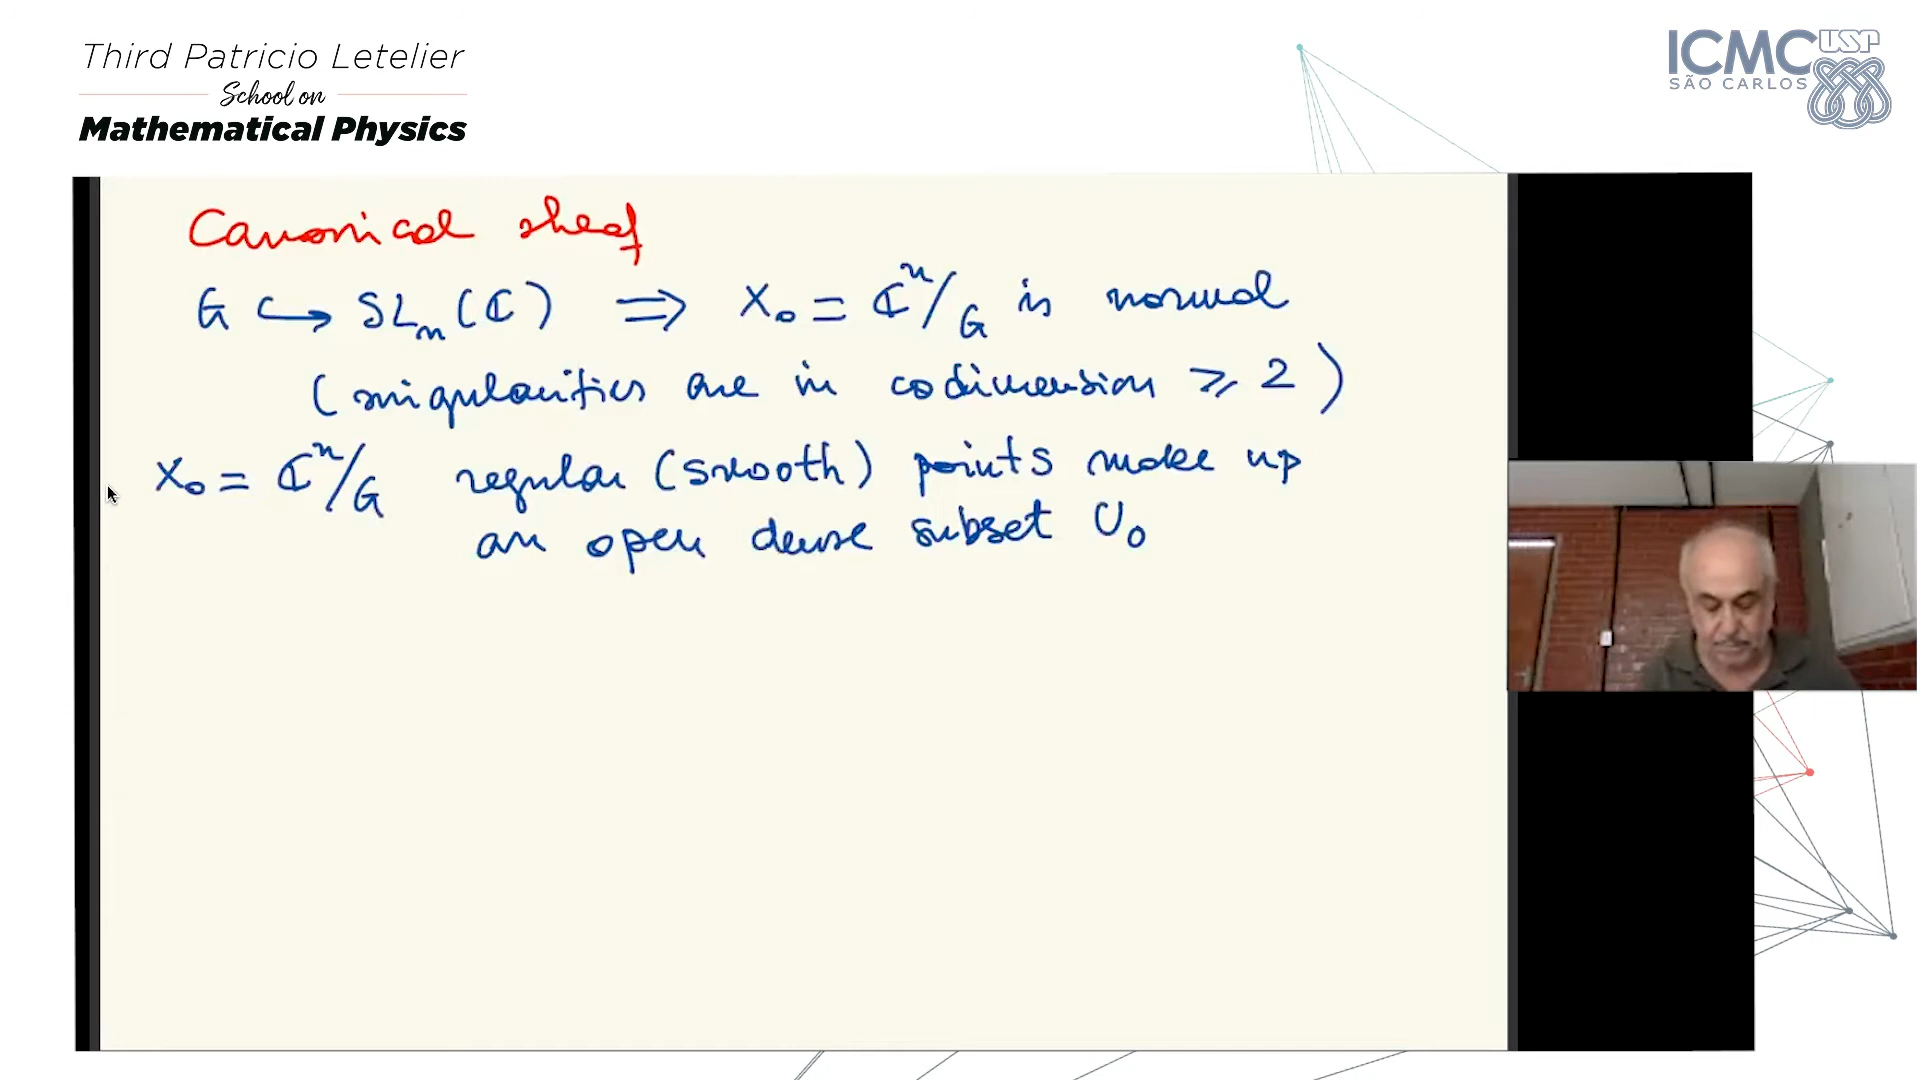 Third Patricio Letelier
School on
Mathematical Physics
ICMC USP
SÃO CARLOS
Canonical sheaf
G ↪ SLₙ(ℂ) ⟹ X₀ = ℂⁿ/G is normal
(singularities are in codimension ⩾ 2)
X₀ = ℂⁿ/G regular (smooth) points make up
an open dense subset U₀